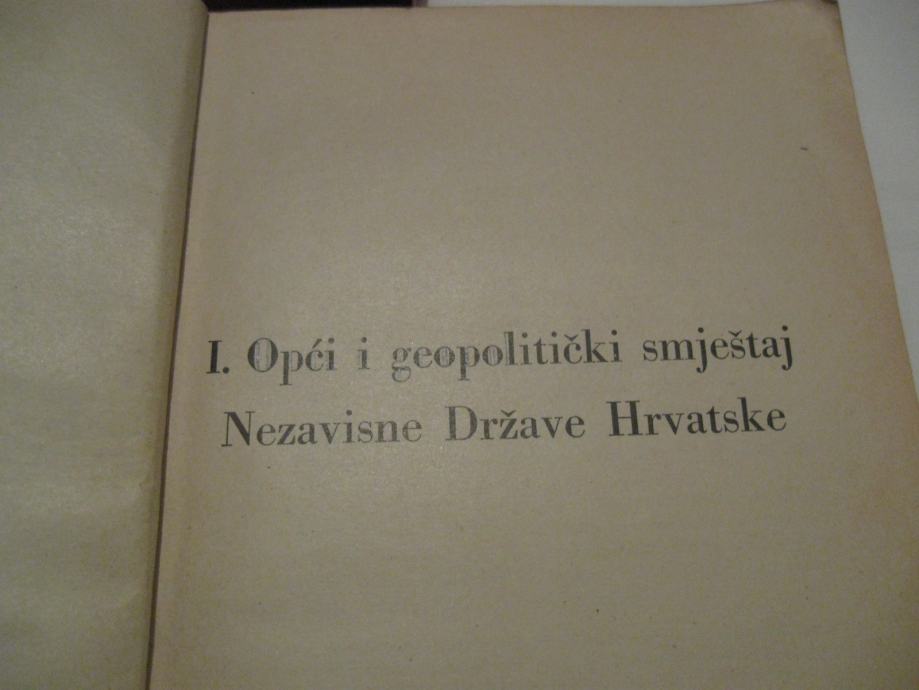 I. Opći i geopolitički smještaj
Nezavisne Države Hrvatske